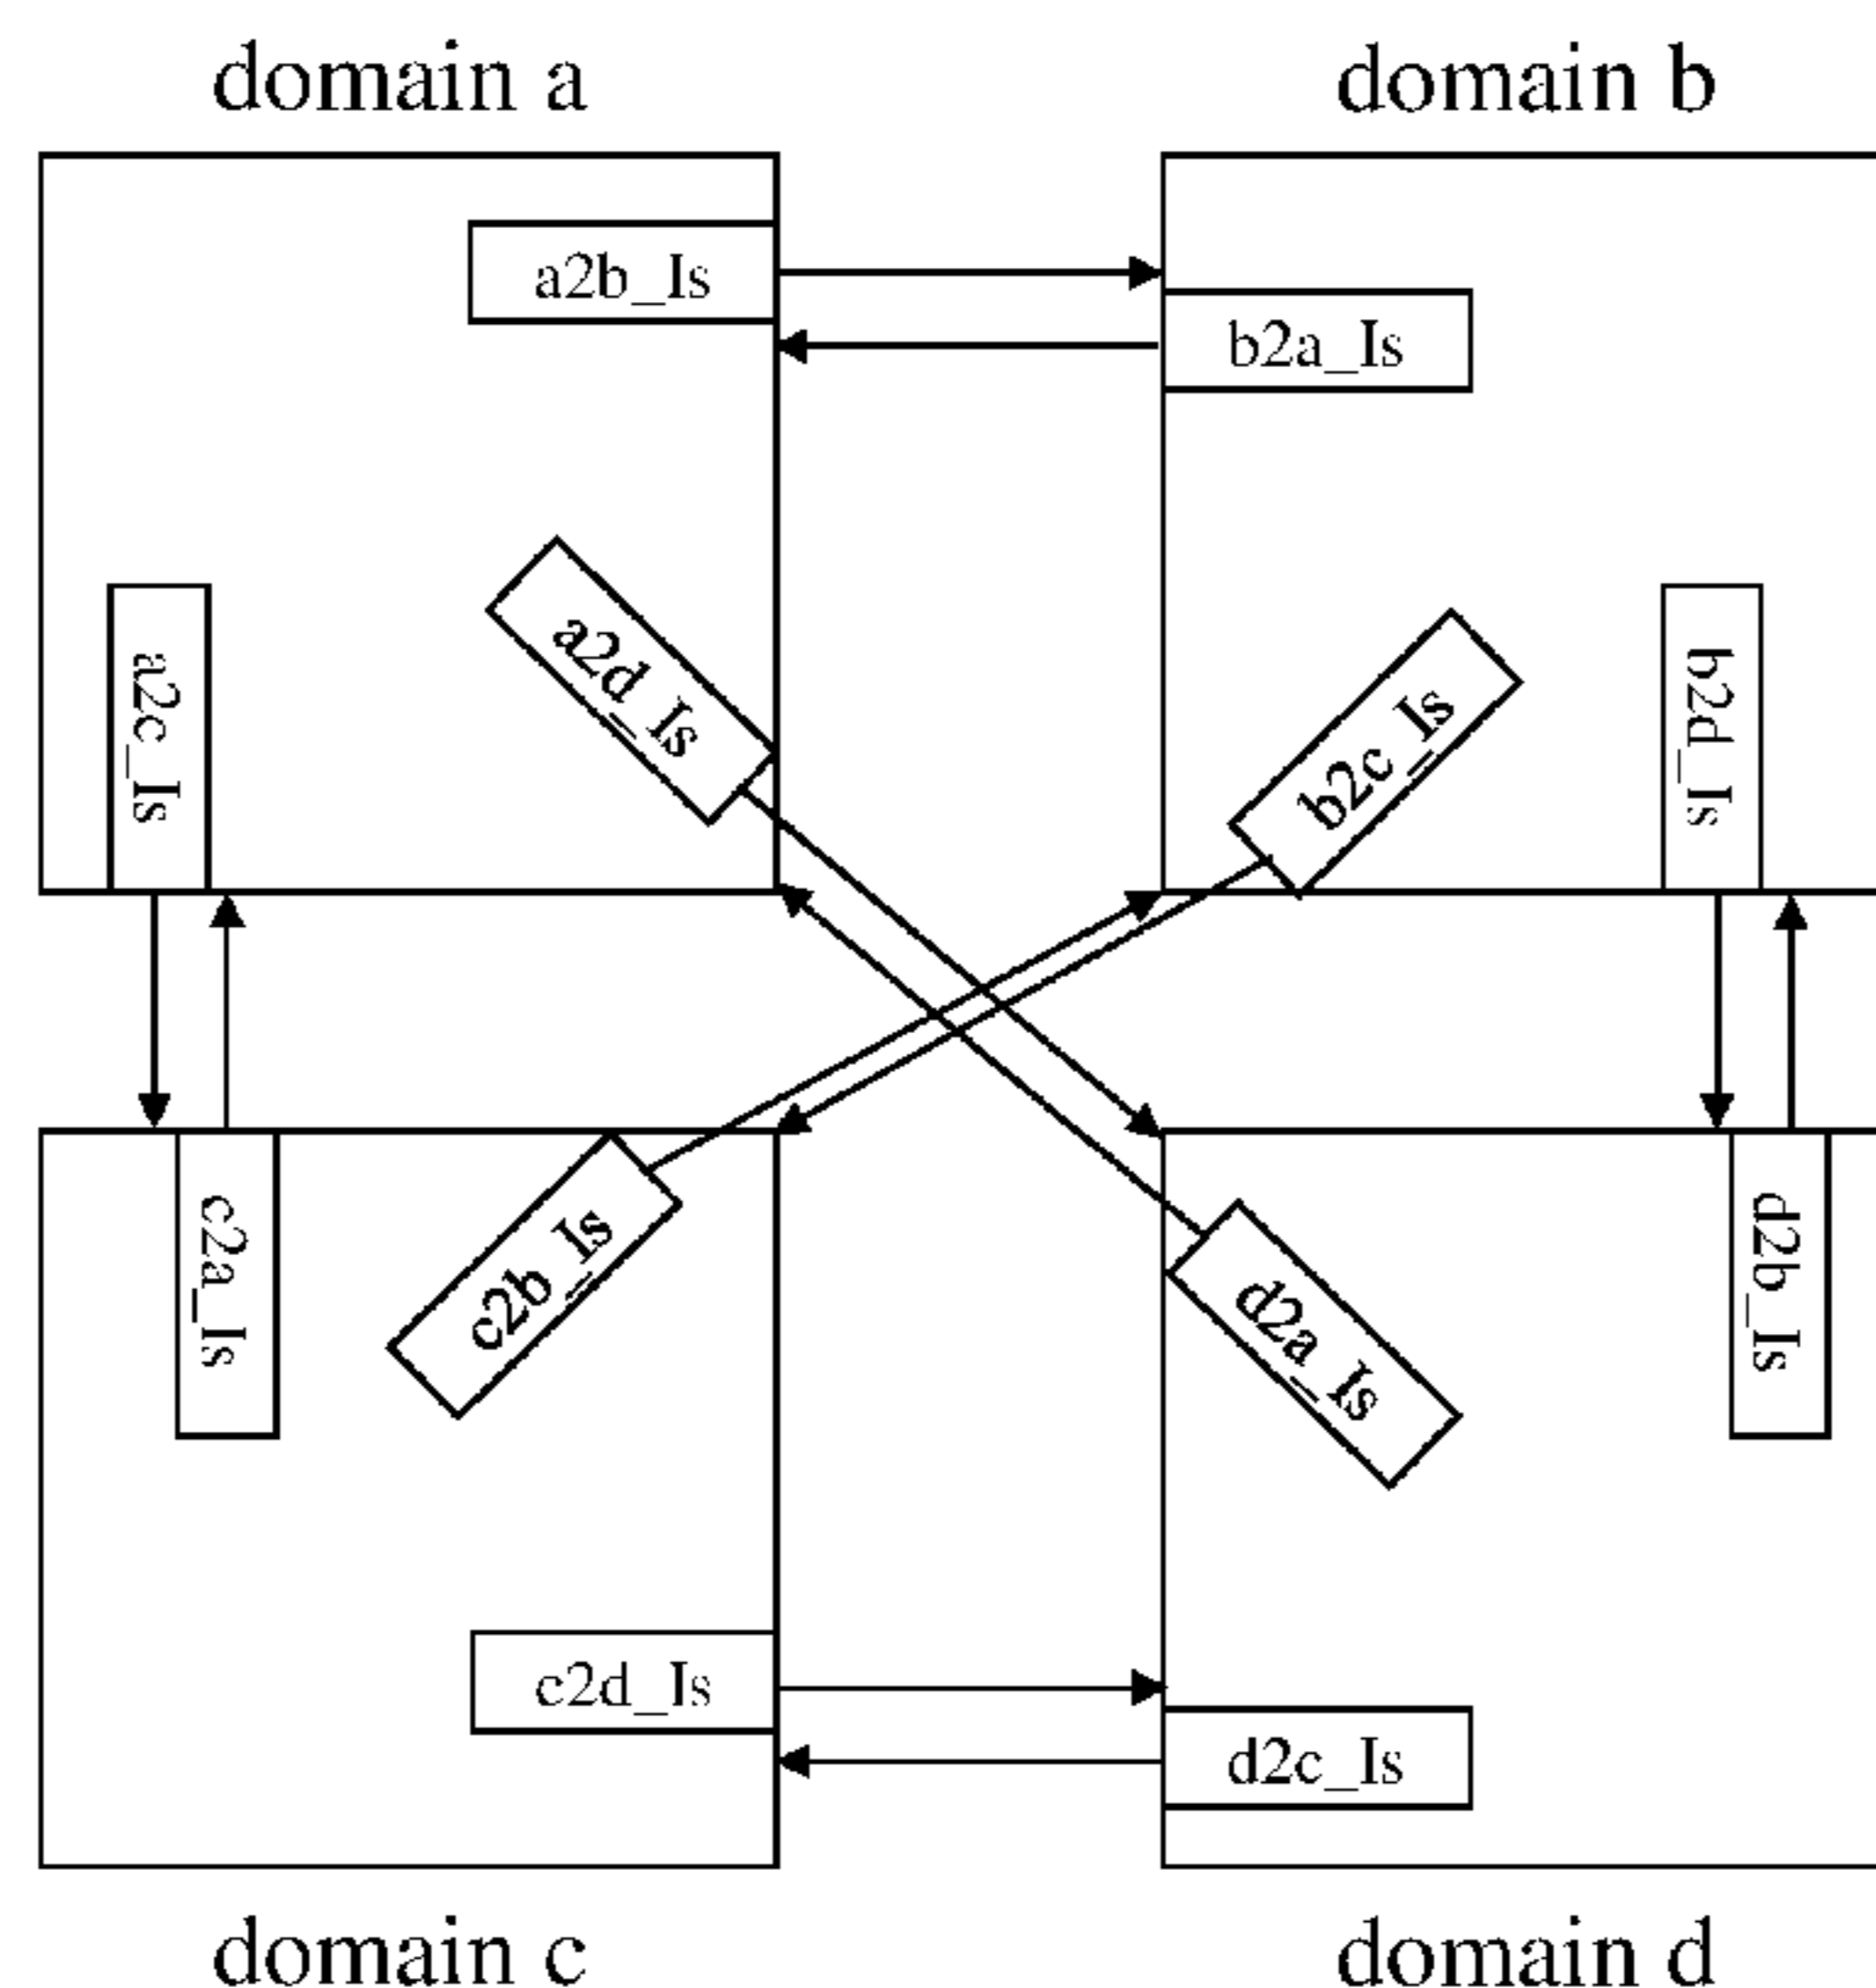 domain a
domain b
a2b_Is
b2a_Is
a2d_Is
b2c_Is
a2c_Is
b2d_Is
c2a_Is
c2b_Is
d2a_Is
d2b_Is
c2d_Is
d2c_Is
domain c
domain d